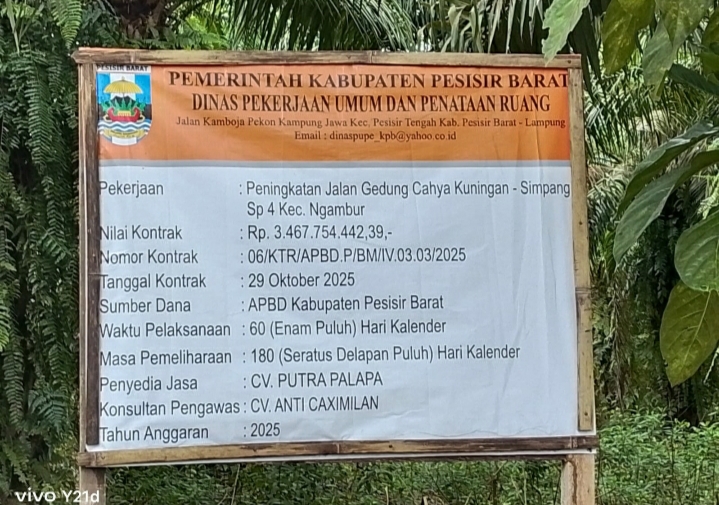 PESISIR BARAT
PEMERINTAH KABUPATEN PESISIR BARAT
DINAS PEKERJAAN UMUM DAN PENATAAN RUANG
Jalan Kamboja Pekon Kampung Jawa Kec. Pesisir Tengah Kab. Pesisir Barat - Lampung
Email : dinaspupe_kpb@yahoo.co.id
Pekerjaan : Peningkatan Jalan Gedung Cahya Kuningan - Simpang
Sp 4 Kec. Ngambur
Nilai Kontrak : Rp. 3.467.754.442,39,-
Nomor Kontrak : 06/KTR/APBD.P/BM/IV.03.03/2025
Tanggal Kontrak : 29 Oktober 2025
Sumber Dana : APBD Kabupaten Pesisir Barat
Waktu Pelaksanaan : 60 (Enam Puluh) Hari Kalender
Masa Pemeliharaan : 180 (Seratus Delapan Puluh) Hari Kalender
Penyedia Jasa : CV. PUTRA PALAPA
Konsultan Pengawas : CV. ANTI CAXIMILAN
Tahun Anggaran : 2025
vivo Y21d